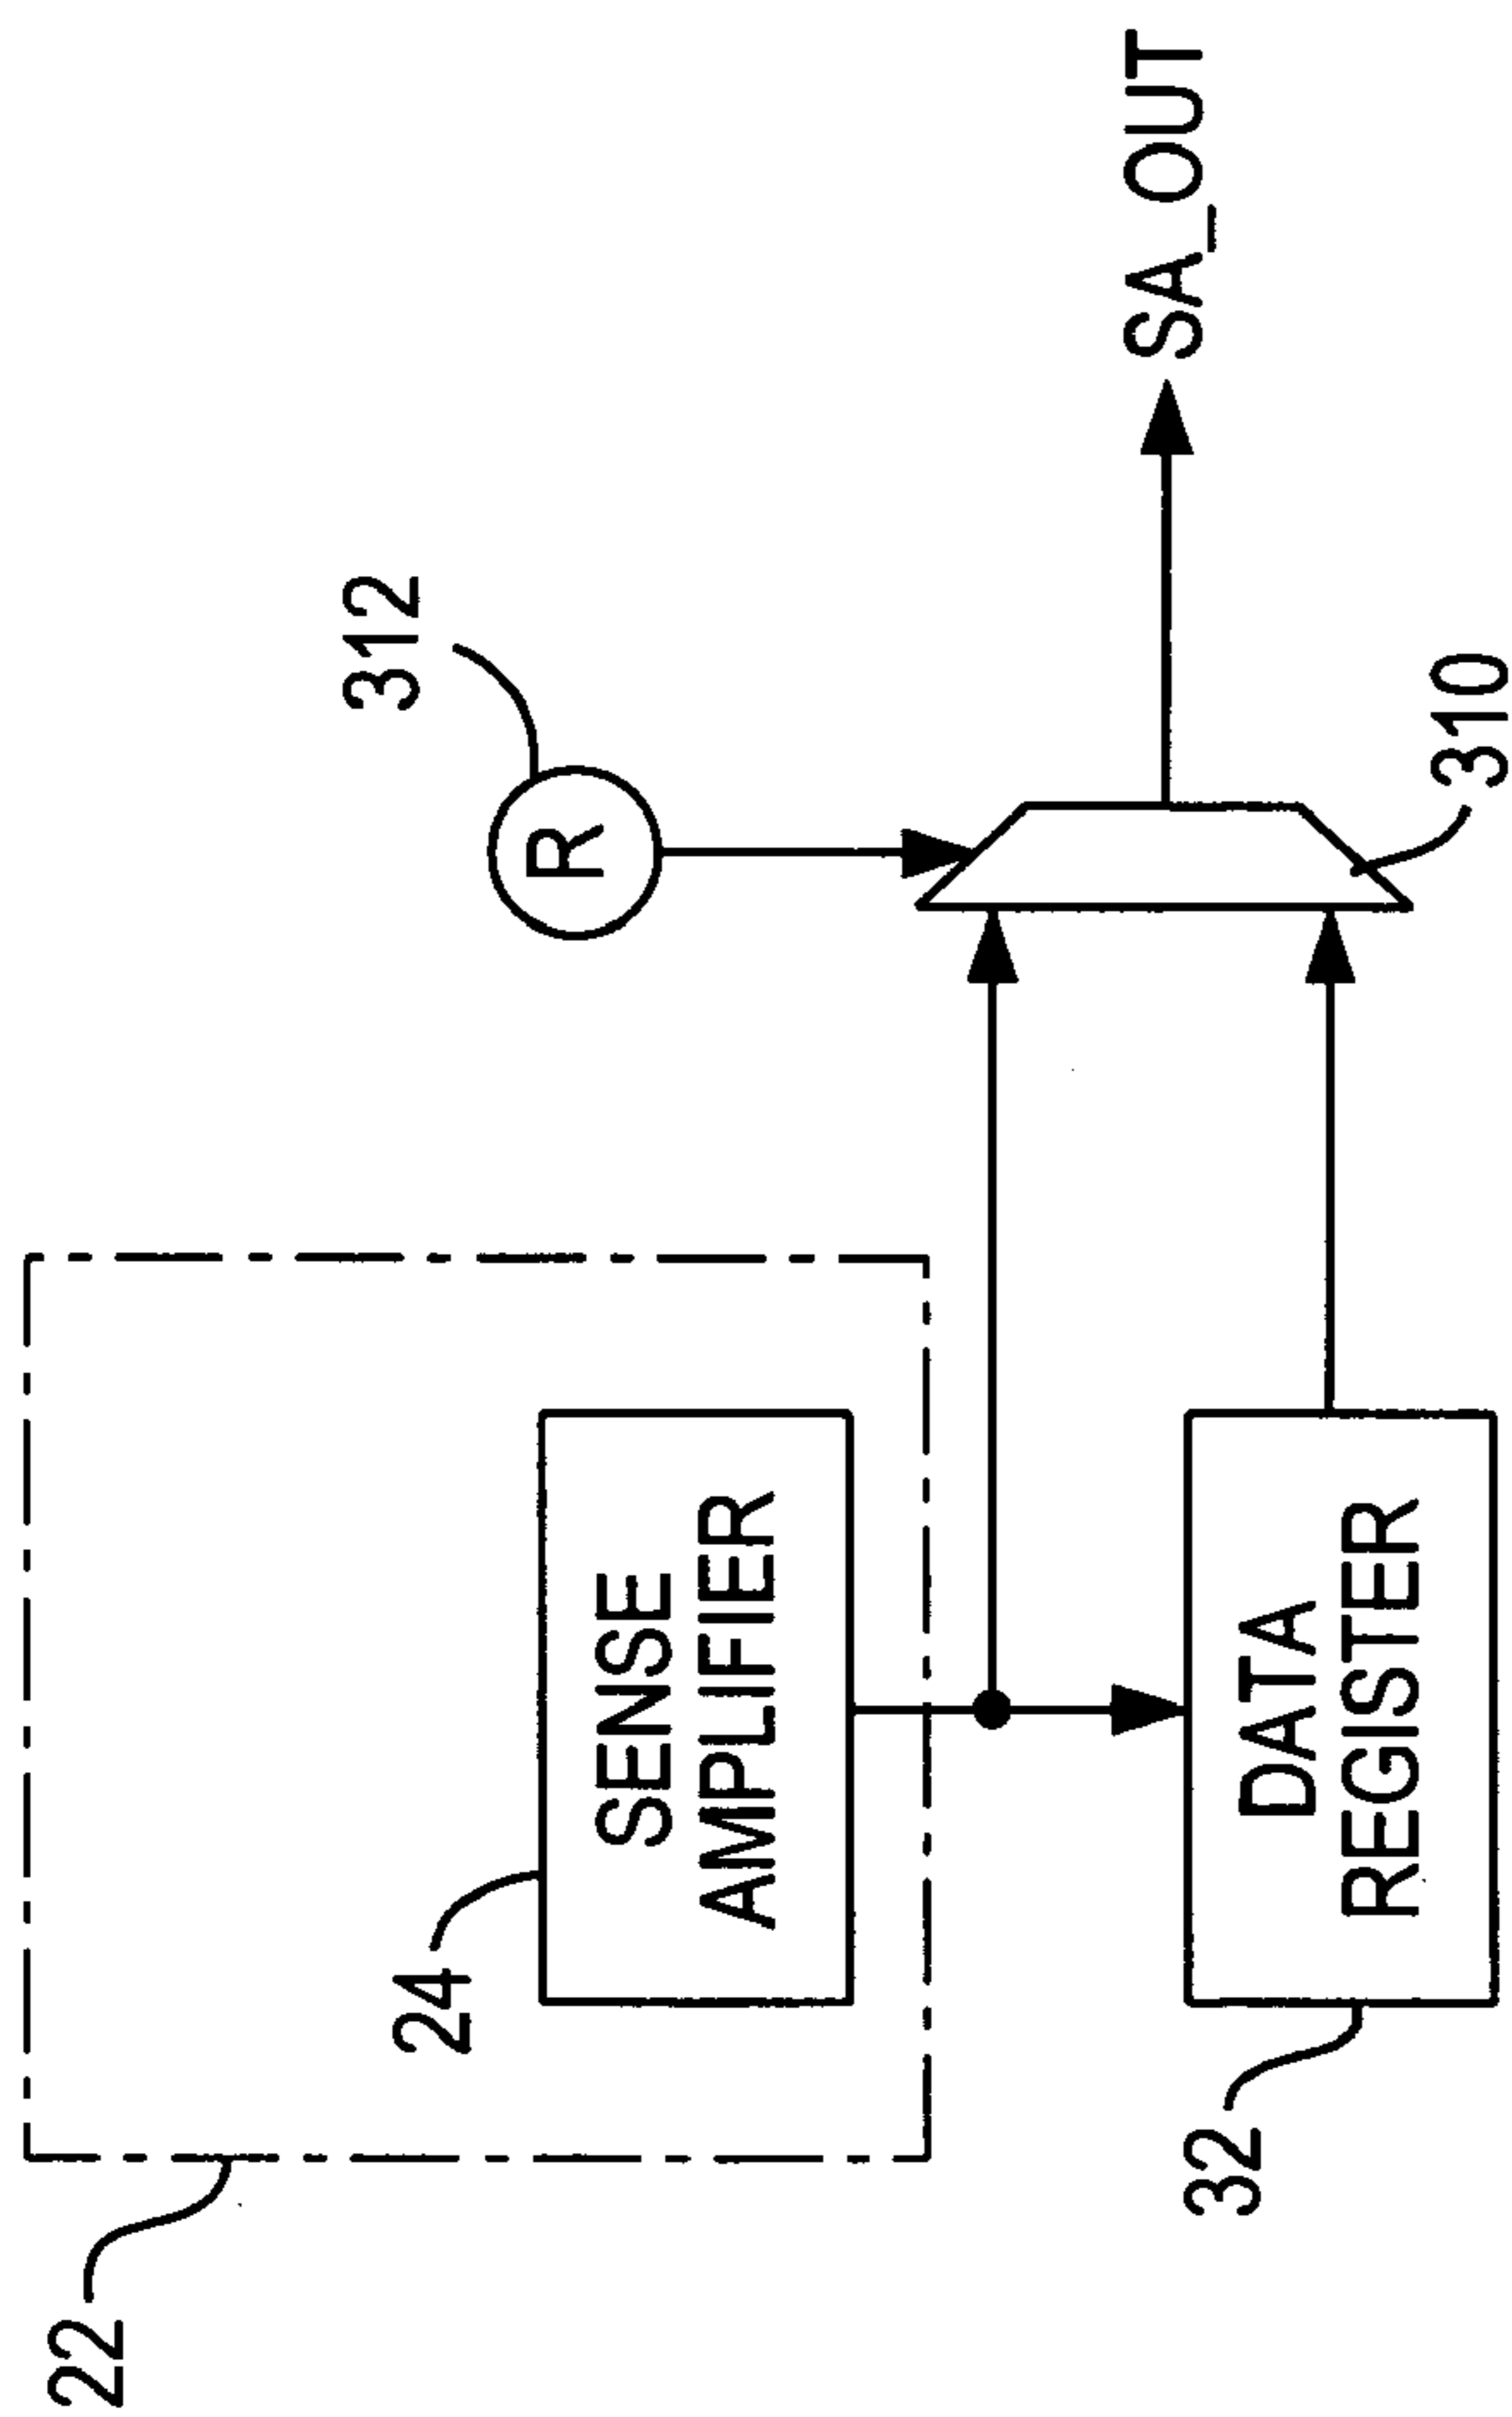 22
24
SENSE
AMPLIFIER
32
DATA
REGISTER
312
R
310
SA_OUT